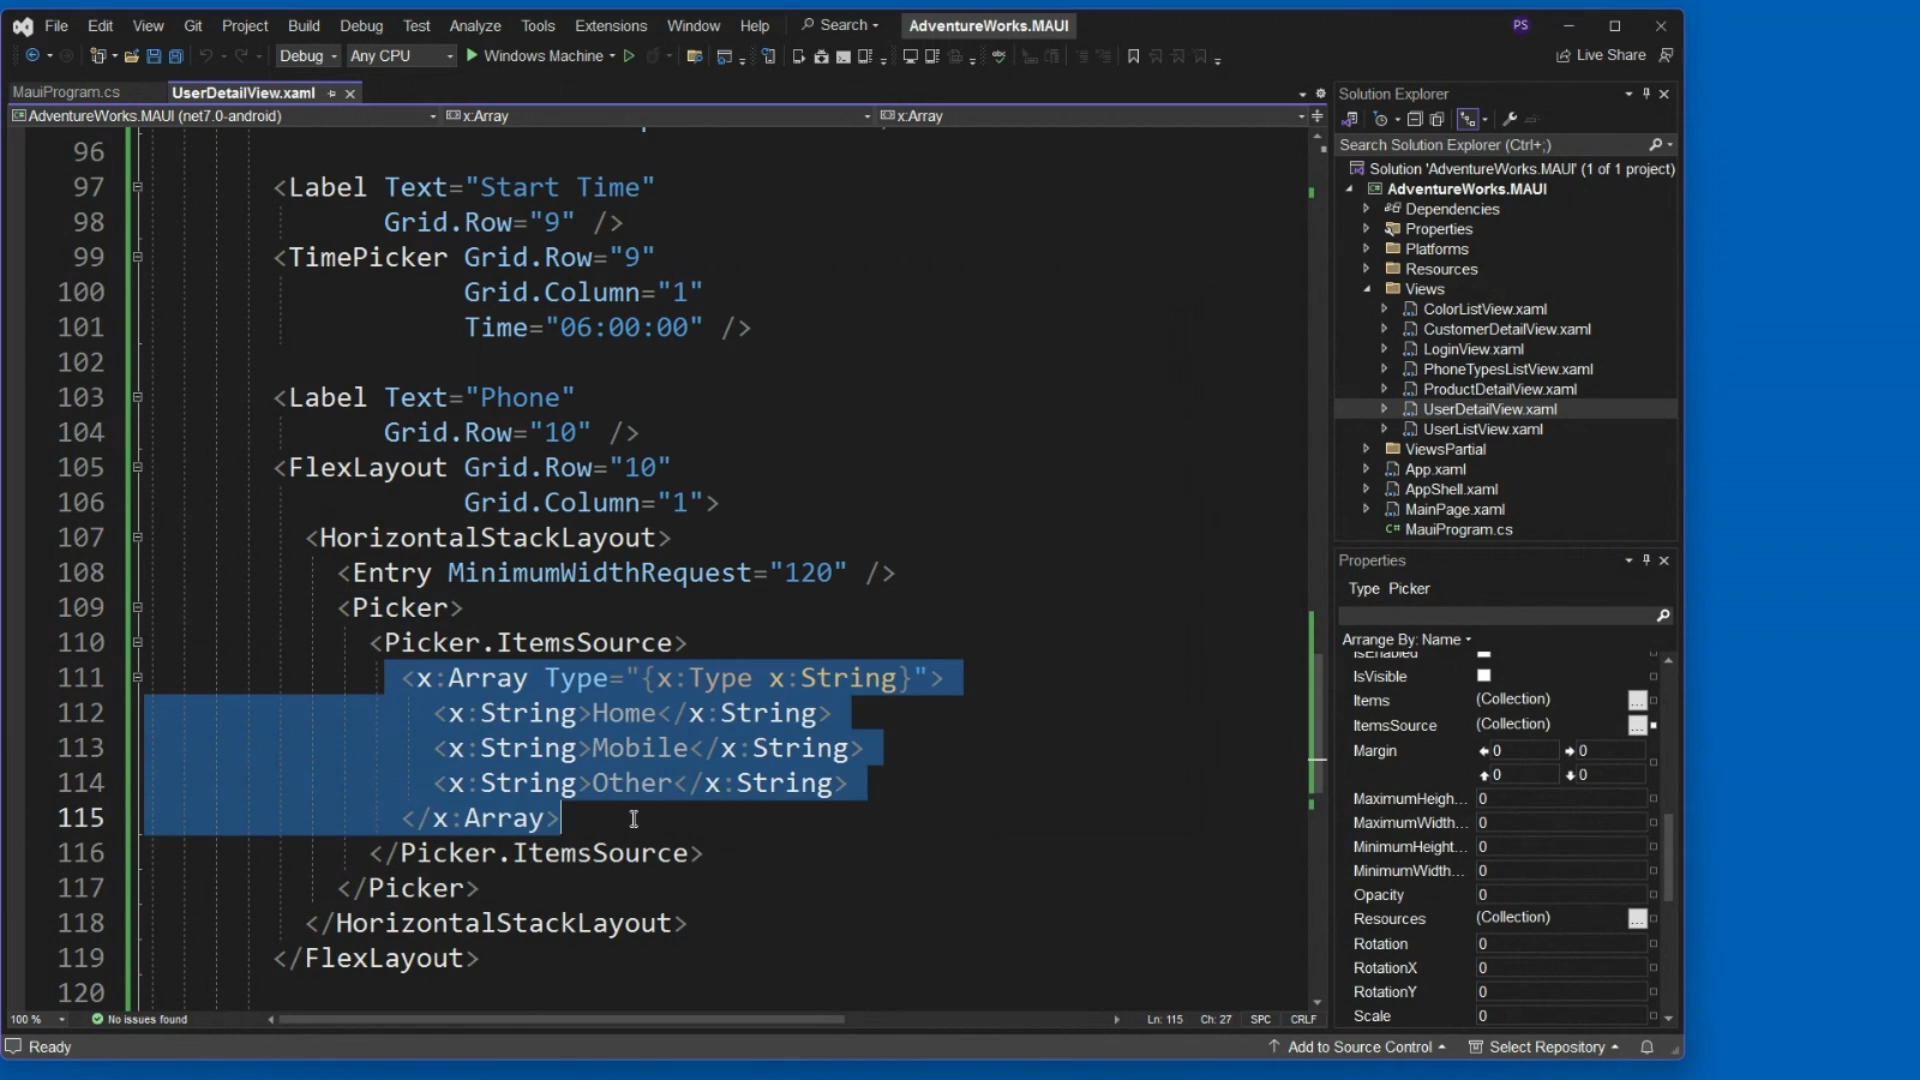 File Edit View Git Project Build Debug Test Analyze Tools Extensions Window Help Search AdventureWorks.MAUI PS
Debug Any CPU Windows Machine Live Share
MauiProgram.cs UserDetailView.xaml
AdventureWorks.MAUI (net7.0-android) x:Array x:Array
96
97 <Label Text="Start Time"
98 Grid.Row="9" />
99 <TimePicker Grid.Row="9"
100 Grid.Column="1"
101 Time="06:00:00" />
102
103 <Label Text="Phone"
104 Grid.Row="10" />
105 <FlexLayout Grid.Row="10"
106 Grid.Column="1">
107 <HorizontalStackLayout>
108 <Entry MinimumWidthRequest="120" />
109 <Picker>
110 <Picker.ItemsSource>
111 <x:Array Type="{x:Type x:String}">
112 <x:String>Home</x:String>
113 <x:String>Mobile</x:String>
114 <x:String>Other</x:String>
115 </x:Array>
116 </Picker.ItemsSource>
117 </Picker>
118 </HorizontalStackLayout>
119 </FlexLayout>
120
100 % No issues found Ln: 115 Ch: 27 SPC CRLF
Solution Explorer
Search Solution Explorer (Ctrl+;)
Solution 'AdventureWorks.MAUI' (1 of 1 project)
AdventureWorks.MAUI
Dependencies
Properties
Platforms
Resources
Views
ColorListView.xaml
CustomerDetailView.xaml
LoginView.xaml
PhoneTypesListView.xaml
ProductDetailView.xaml
UserDetailView.xaml
UserListView.xaml
ViewsPartial
App.xaml
AppShell.xaml
MainPage.xaml
C# MauiProgram.cs
Properties
Type Picker
Arrange By: Name
IsEnabled
IsVisible
Items (Collection) ...
ItemsSource (Collection) ...
Margin 0 0
0 0
MaximumHeigh... 0
MaximumWidth... 0
MinimumHeight... 0
MinimumWidth... 0
Opacity 0
Resources (Collection) ...
Rotation 0
RotationX 0
RotationY 0
Scale 0
Ready Add to Source Control Select Repository